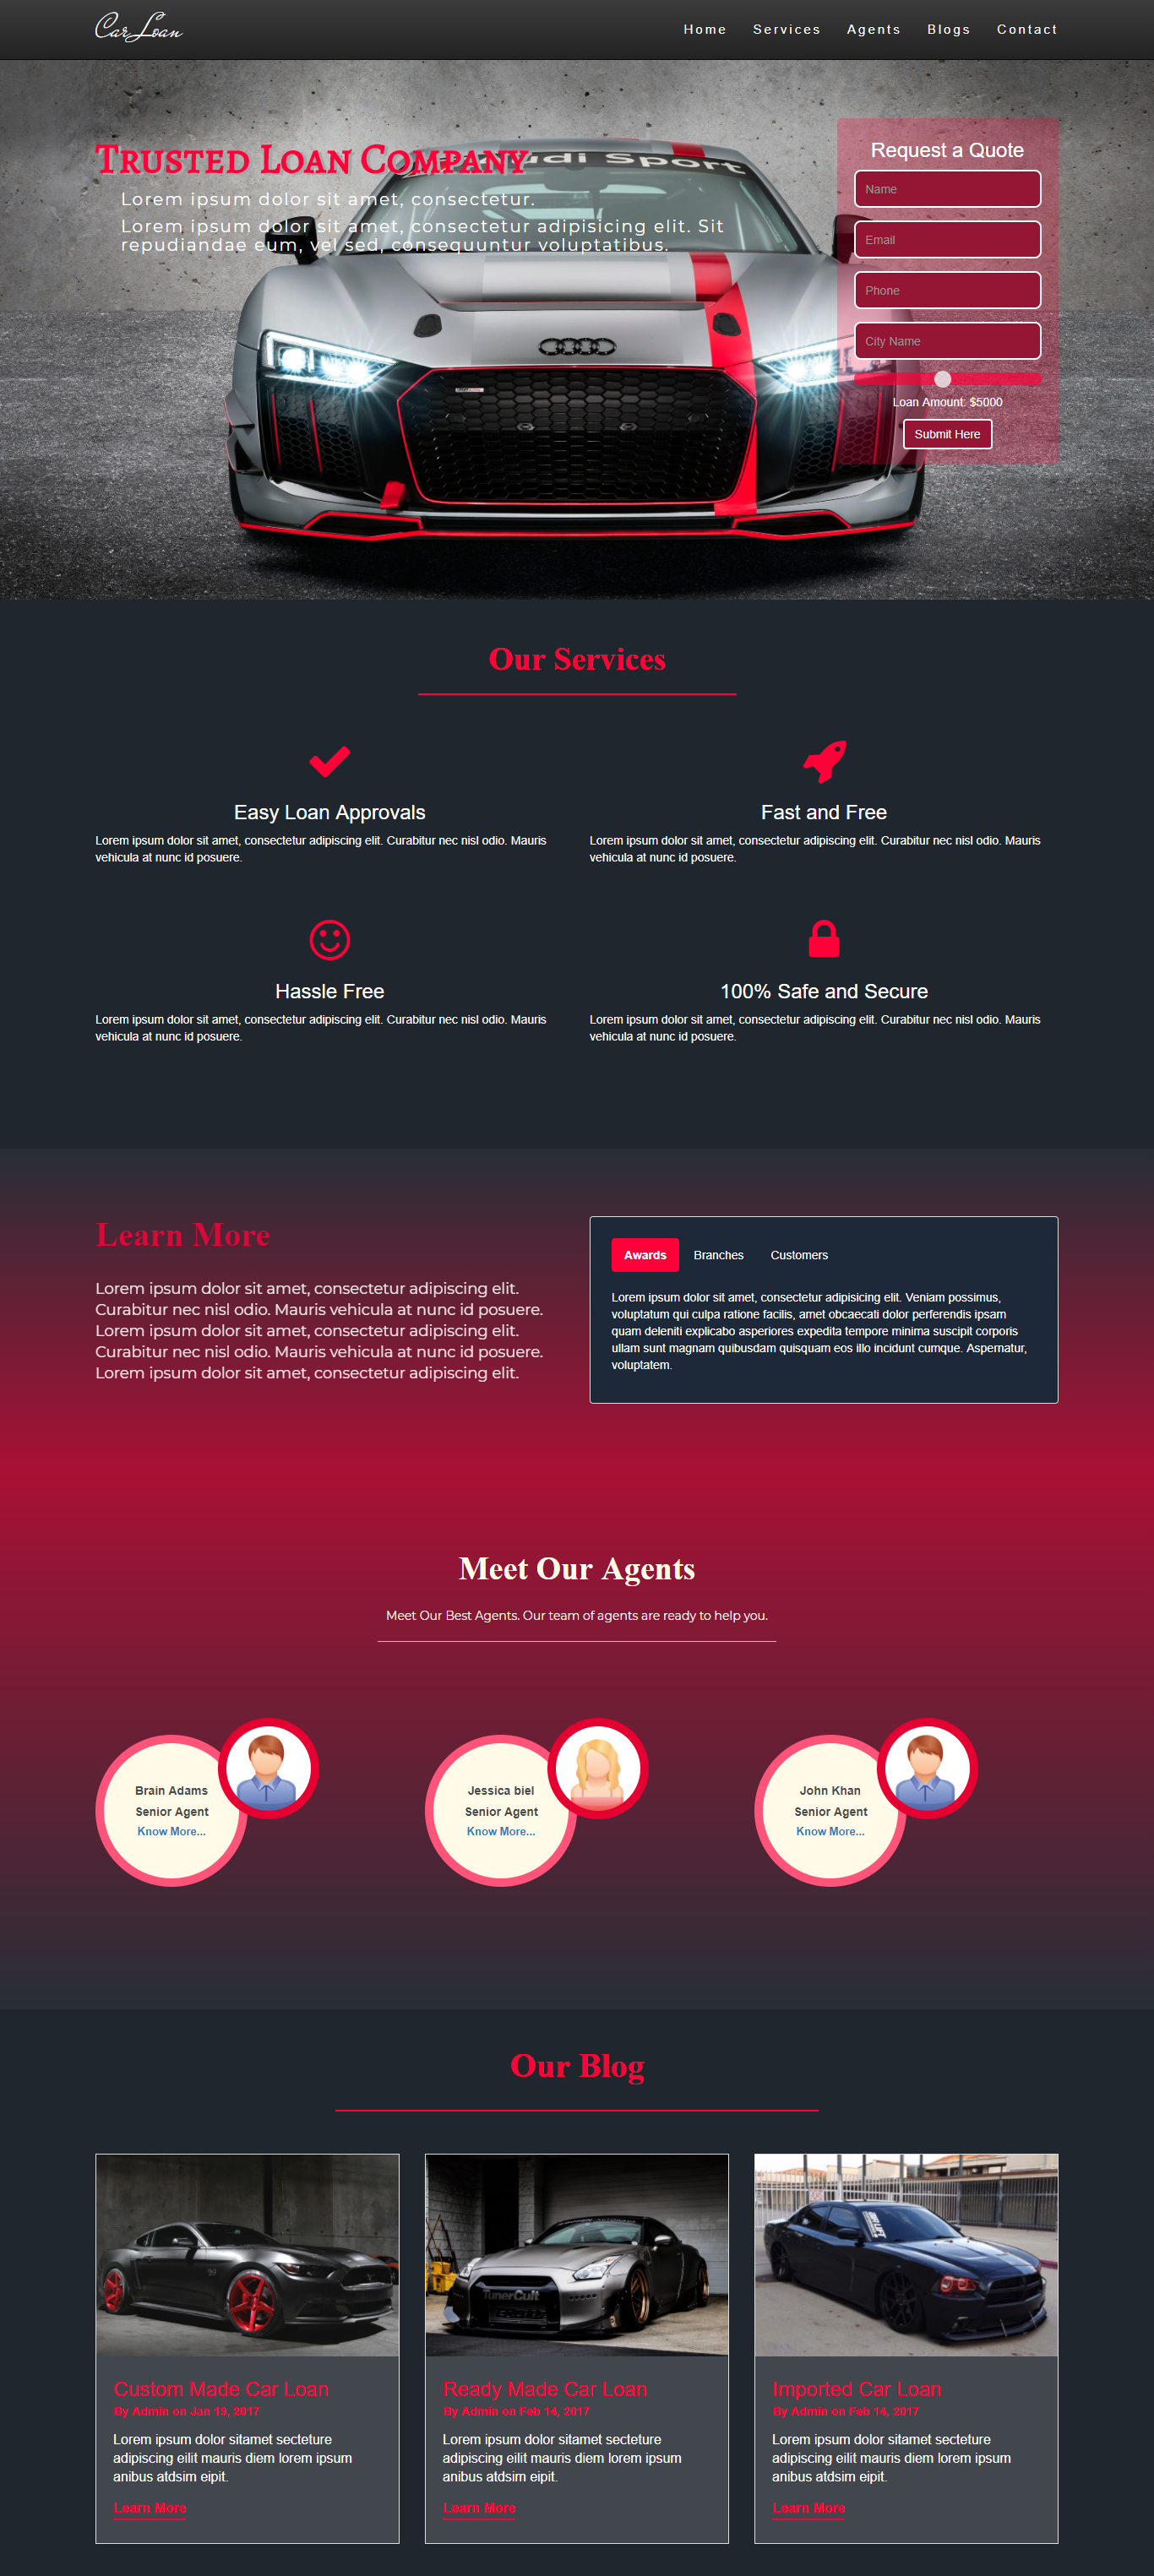 Car Loan
Home Services Agents Blogs Contact
Trusted Loan Company
Lorem ipsum dolor sit amet, consectetur.
Lorem ipsum dolor sit amet, consectetur adipisicing elit. Sit
repudiandae eum, vel sed, consequuntur voluptatibus.
Audi Sport
Request a Quote
Name
Email
Phone
City Name
Loan Amount: $5000
Submit Here
Our Services
Easy Loan Approvals
Lorem ipsum dolor sit amet, consectetur adipiscing elit. Curabitur nec nisl odio. Mauris
vehicula at nunc id posuere.
Fast and Free
Lorem ipsum dolor sit amet, consectetur adipiscing elit. Curabitur nec nisl odio. Mauris
vehicula at nunc id posuere.
Hassle Free
Lorem ipsum dolor sit amet, consectetur adipiscing elit. Curabitur nec nisl odio. Mauris
vehicula at nunc id posuere.
100% Safe and Secure
Lorem ipsum dolor sit amet, consectetur adipiscing elit. Curabitur nec nisl odio. Mauris
vehicula at nunc id posuere.
Learn More
Lorem ipsum dolor sit amet, consectetur adipiscing elit.
Curabitur nec nisl odio. Mauris vehicula at nunc id posuere.
Lorem ipsum dolor sit amet, consectetur adipiscing elit.
Curabitur nec nisl odio. Mauris vehicula at nunc id posuere.
Lorem ipsum dolor sit amet, consectetur adipiscing elit.
Awards Branches Customers
Lorem ipsum dolor sit amet, consectetur adipisicing elit. Veniam possimus,
voluptatum qui culpa ratione facilis, amet obcaecati dolor perferendis ipsam
quam deleniti explicabo asperiores expedita tempore minima suscipit corporis
ullam sunt magnam quibusdam quisquam eos illo incidunt cumque. Aspernatur,
voluptatem.
Meet Our Agents
Meet Our Best Agents. Our team of agents are ready to help you.
Brain Adams
Senior Agent
Know More...
Jessica biel
Senior Agent
Know More...
John Khan
Senior Agent
Know More...
Our Blog
TunerCult
Custom Made Car Loan
By Admin on Jan 19, 2017
Lorem ipsum dolor sitamet secteture
adipiscing eilit mauris diem lorem ipsum
anibus atdsim eipit.
Learn More
Ready Made Car Loan
By Admin on Feb 14, 2017
Lorem ipsum dolor sitamet secteture
adipiscing eilit mauris diem lorem ipsum
anibus atdsim eipit.
Learn More
Imported Car Loan
By Admin on Feb 14, 2017
Lorem ipsum dolor sitamet secteture
adipiscing eilit mauris diem lorem ipsum
anibus atdsim eipit.
Learn More